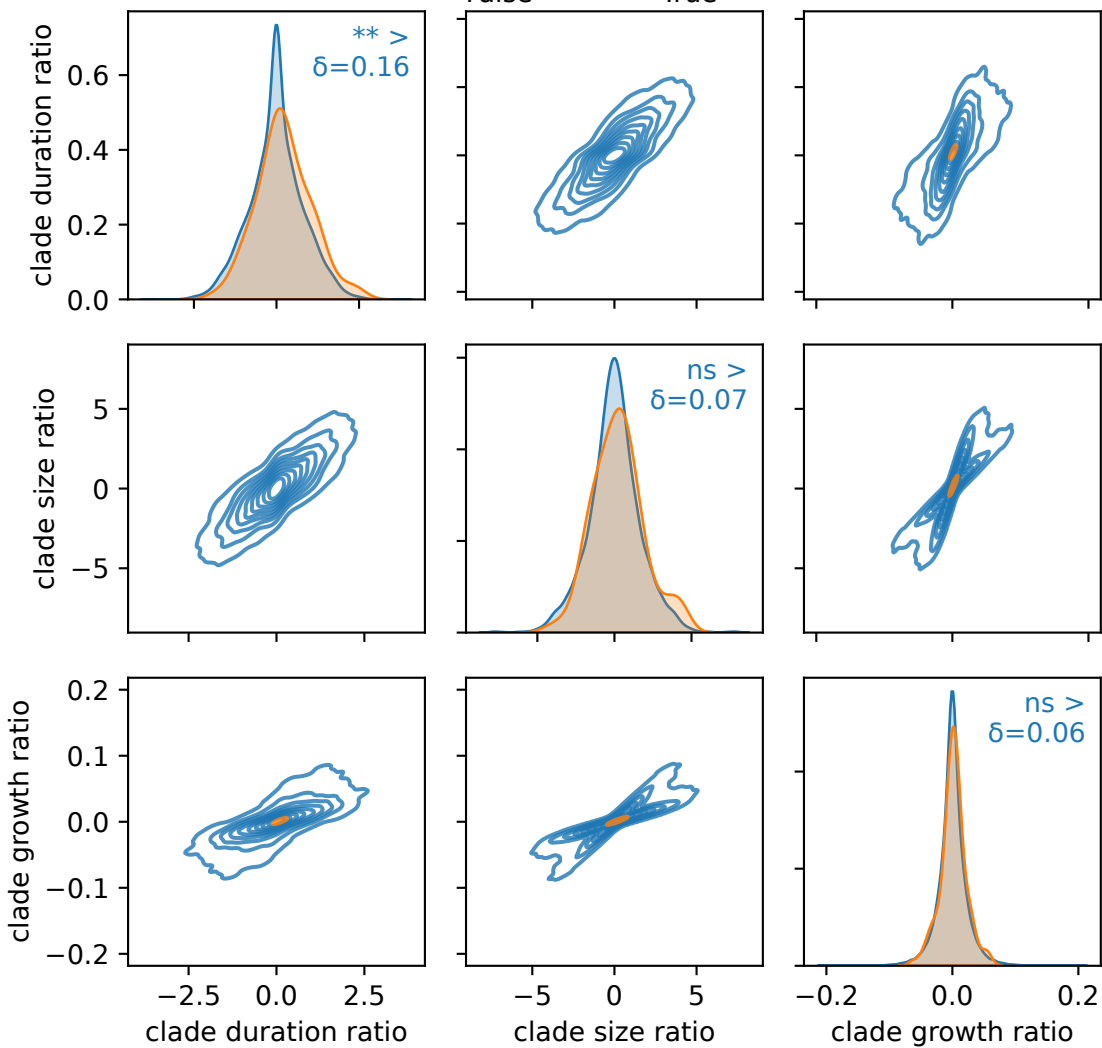 False True
clade duration ratio
0.6
0.4
0.2
0.0
** >
δ=0.16
clade size ratio
5
0
−5
ns >
δ=0.07
clade growth ratio
0.2
0.1
0.0
−0.1
−0.2
ns >
δ=0.06
−2.5 0.0 2.5
−5 0 5
−0.2 0.0 0.2
clade duration ratio
clade size ratio
clade growth ratio